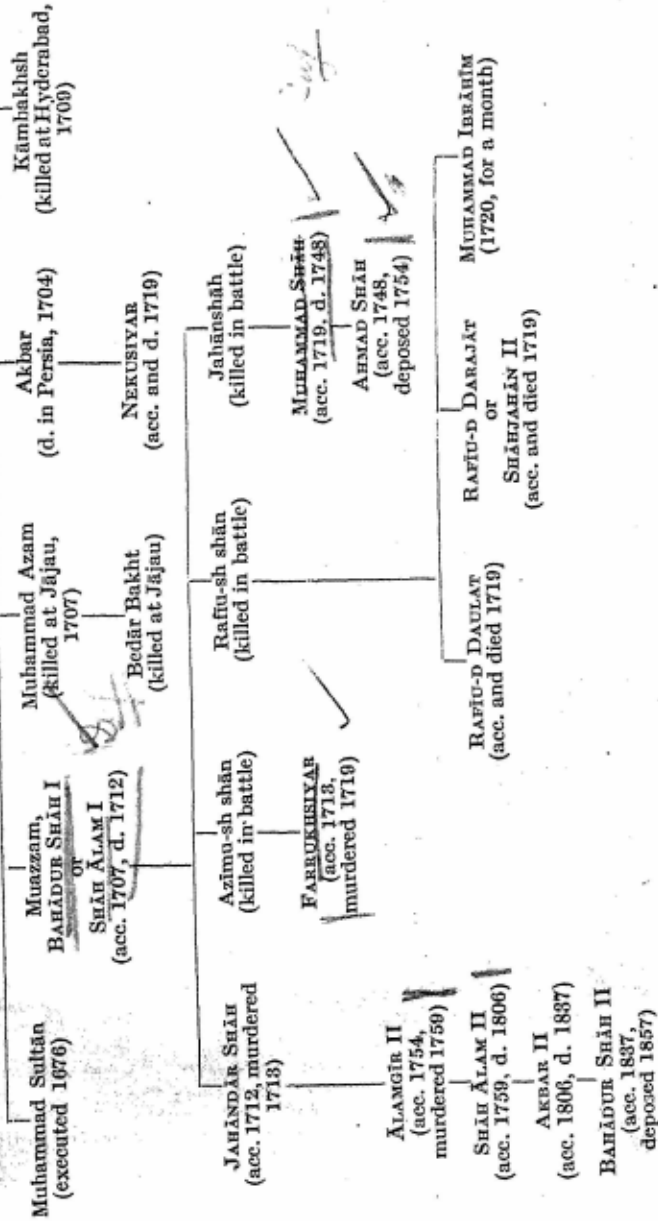 Muhammad Sultān
(executed 1676)
Muazzam,
BAHĀDUR SHĀH I
or
SHĀH ĀLAM I
(acc. 1707, d. 1712)
Muhammad Azam
(killed at Jājau,
1707)
Bedār Bakht
(killed at Jājau)
Akbar
(d. in Persia, 1704)
NEKUSIYAR
(acc. and d. 1719)
Kāmbakhsh
(killed at Hyderabad,
1709)
JAHĀNDĀR SHĀH
(acc. 1712, murdered
1713)
ĀLAMGĪR II
(acc. 1754,
murdered 1759)
SHĀH ĀLAM II
(acc. 1759, d. 1806)
AKBAR II
(acc. 1806, d. 1837)
BAHĀDUR SHĀH II
(acc. 1837,
deposed 1857)
Azīmu-sh shān
(killed in battle)
FARRUKHSIYAR
(acc. 1713,
murdered 1719)
Rafīu-sh shān
(killed in battle)
RAFĪU-D DAULAT
(acc. and died 1719)
RAFĪU-D DARAJĀT
or
SHĀHJAHĀN II
(acc. and died 1719)
MUHAMMAD IBRĀHĪM
(1720, for a month)
Jahānshāh
(killed in battle)
MUHAMMAD SHĀH
(acc. 1719, d. 1748)
AHMAD SHĀH
(acc. 1748,
deposed 1754)